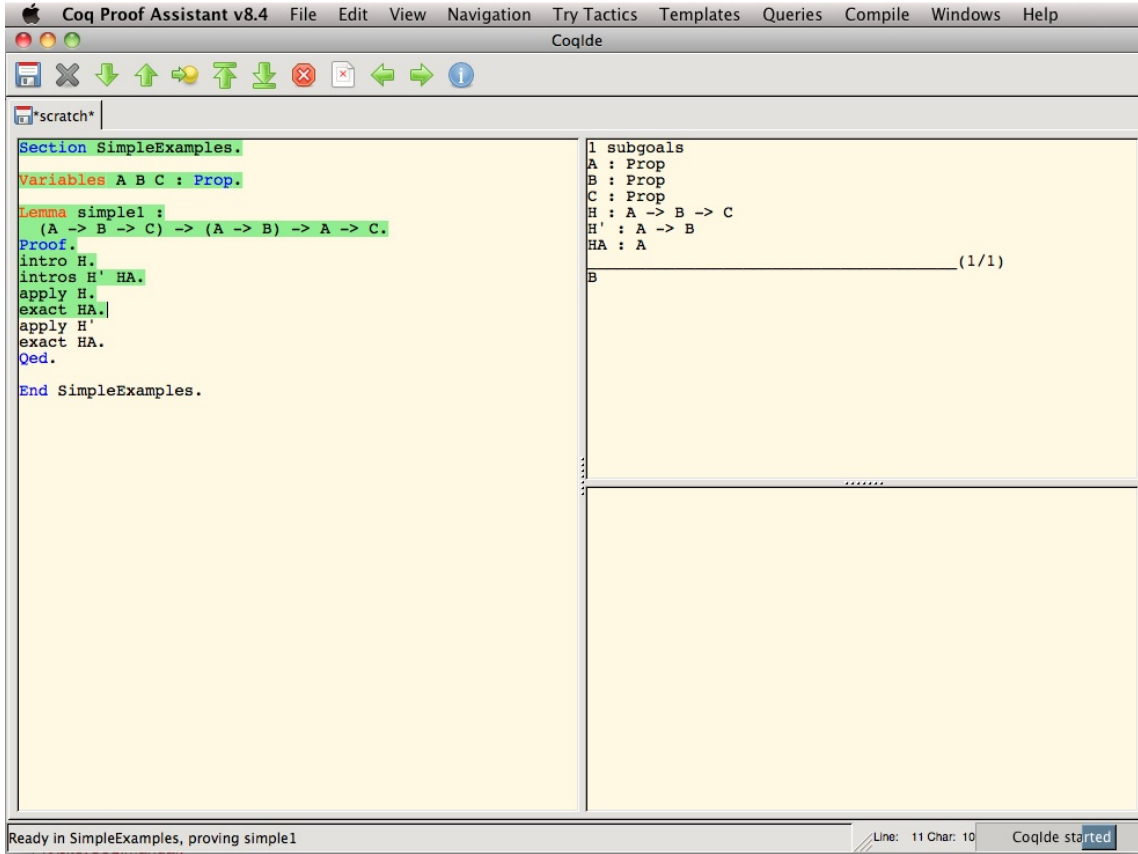 Coq Proof Assistant v8.4 File Edit View Navigation Try Tactics Templates Queries Compile Windows Help
CoqIde
*scratch*
Section SimpleExamples.
Variables A B C : Prop.
Lemma simple1 :
(A -> B -> C) -> (A -> B) -> A -> C.
Proof.
intro H.
intros H' HA.
apply H.
exact HA.
apply H'
exact HA.
Qed.
End SimpleExamples.
1 subgoals
A : Prop
B : Prop
C : Prop
H : A -> B -> C
H' : A -> B
HA : A
______________________________________(1/1)
B
Ready in SimpleExamples, proving simple1
Line: 11 Char: 10
CoqIde started